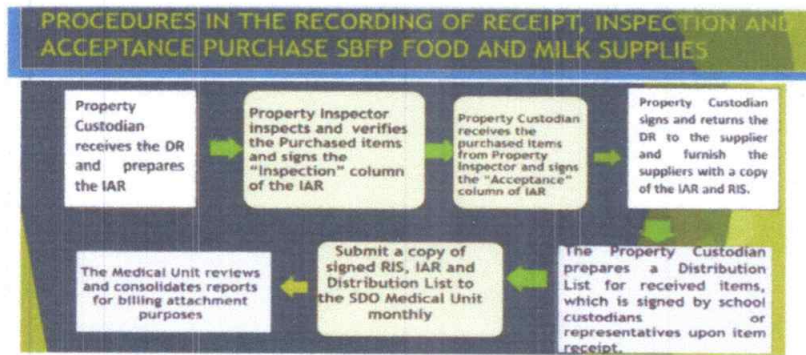 PROCEDURES IN THE RECORDING OF RECEIPT, INSPECTION AND
ACCEPTANCE PURCHASE SBFP FOOD AND MILK SUPPLIES
Property
Custodian
receives the DR
and prepares
the IAR
Property Inspector
inspects and verifies
the Purchased items
and signs the
"Inspection" column
of the IAR
Property Custodian
receives the
purchased items
from Property
Inspector and signs
the "Acceptance"
column of IAR
Property Custodian
signs and returns the
DR to the supplier
and furnish the
suppliers with a copy
of the IAR and RIS.
The Property Custodian
prepares a Distribution
List for received items,
which is signed by school
custodians or
representatives upon item
receipt.
Submit a copy of
signed RIS, IAR and
Distribution List to
the SDO Medical Unit
monthly
The Medical Unit reviews
and consolidates reports
for billing attachment
purposes